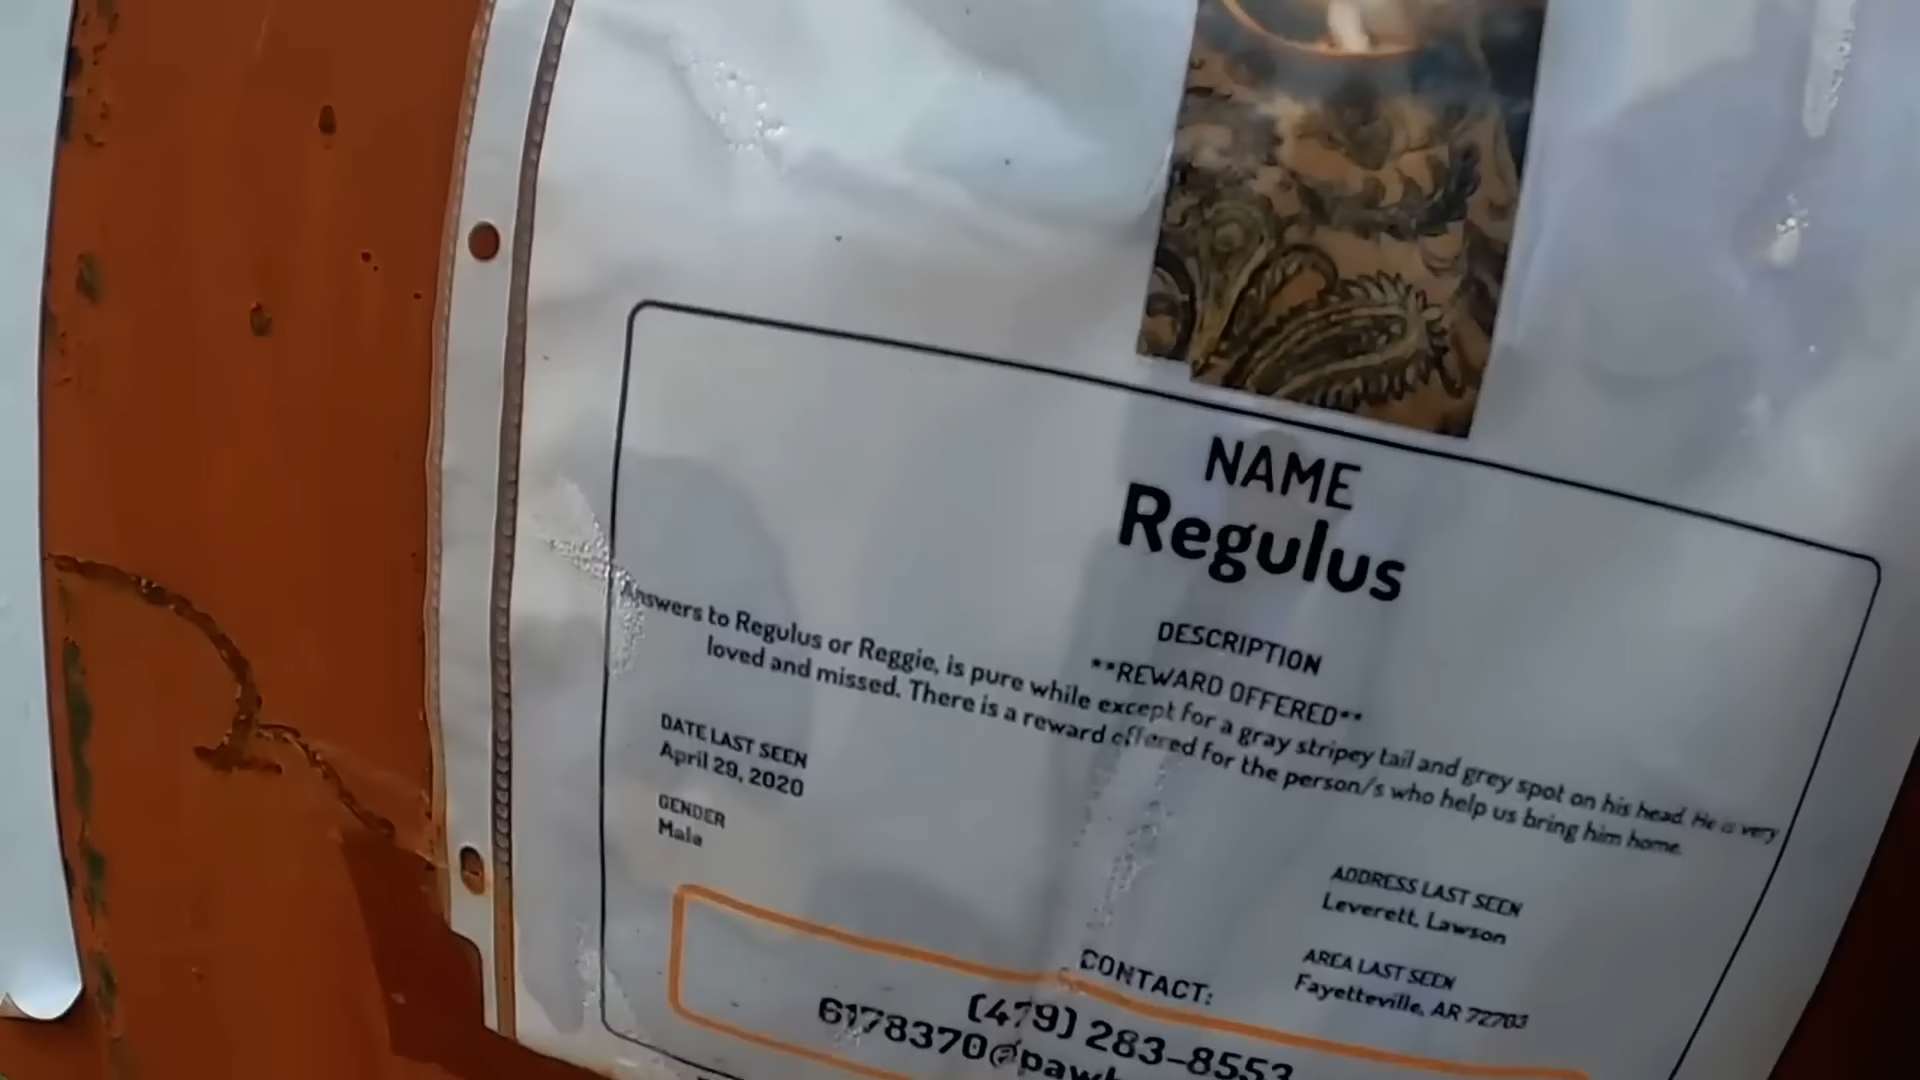 NAME
Regulus
DESCRIPTION
**REWARD OFFERED**
Answers to Regulus or Reggie, is pure while except for a gray stripey tail and grey spot on his head. He is very
loved and missed. There is a reward offered for the person/s who help us bring him home.
DATE LAST SEEN
April 29, 2020
GENDER
Male
ADDRESS LAST SEEN
Leverett, Lawson
AREA LAST SEEN
Fayetteville, AR 72703
CONTACT:
(479) 283-8553